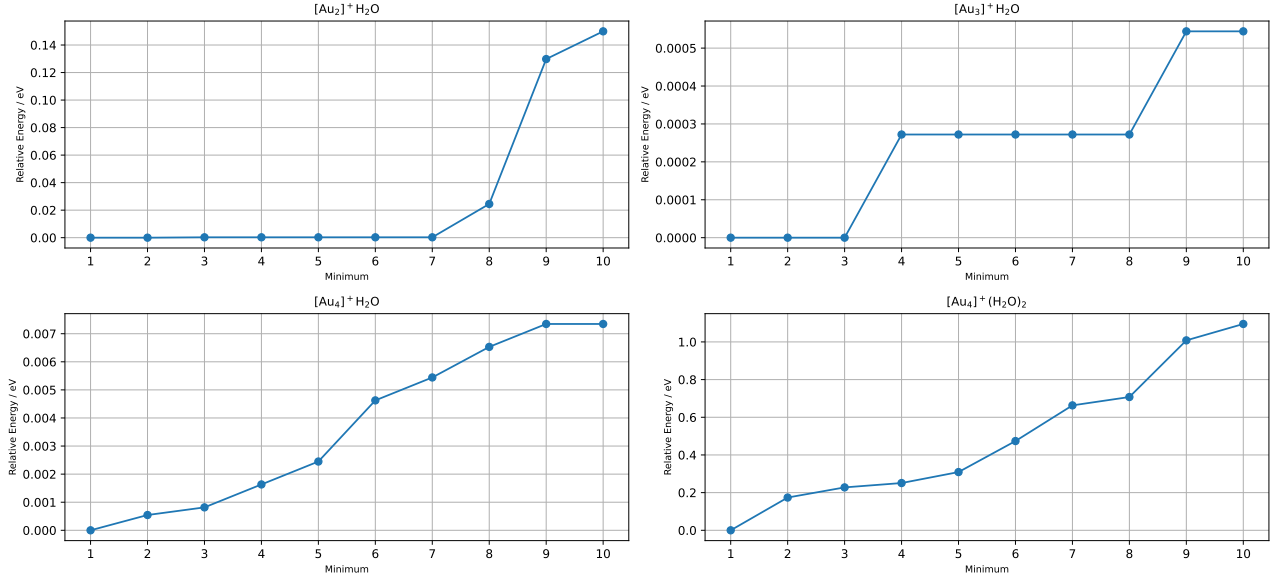 [Au₂]⁺H₂O
Relative Energy / eV
0.14
0.12
0.10
0.08
0.06
0.04
0.02
0.00
1 2 3 4 5 6 7 8 9 10
Minimum
[Au₃]⁺H₂O
Relative Energy / eV
0.0005
0.0004
0.0003
0.0002
0.0001
0.0000
1 2 3 4 5 6 7 8 9 10
Minimum
[Au₄]⁺H₂O
Relative Energy / eV
0.007
0.006
0.005
0.004
0.003
0.002
0.001
0.000
1 2 3 4 5 6 7 8 9 10
Minimum
[Au₄]⁺(H₂O)₂
Relative Energy / eV
1.0
0.8
0.6
0.4
0.2
0.0
1 2 3 4 5 6 7 8 9 10
Minimum